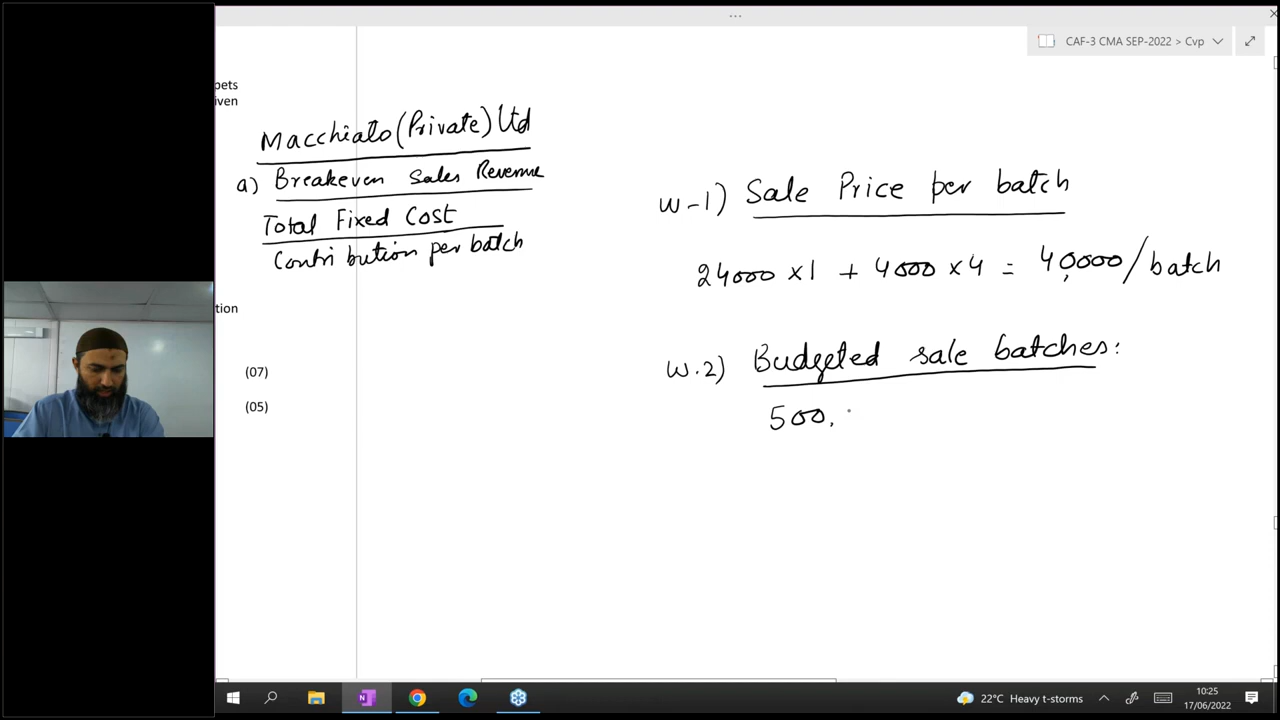 ...
CAF-3 CMA SEP-2022 > Cvp
pets
iven
Macchiato (Private) Ltd
a) Breakeven Sales Revenue
Total Fixed Cost
Contribution per batch
tion
(07)
(05)
W-1) Sale Price per batch
24000 x 1 + 4000 x 4 = 40,000/batch
W.2) Budgeted sale batches:
500,
22°C Heavy t-storms
10:25
17/06/2022